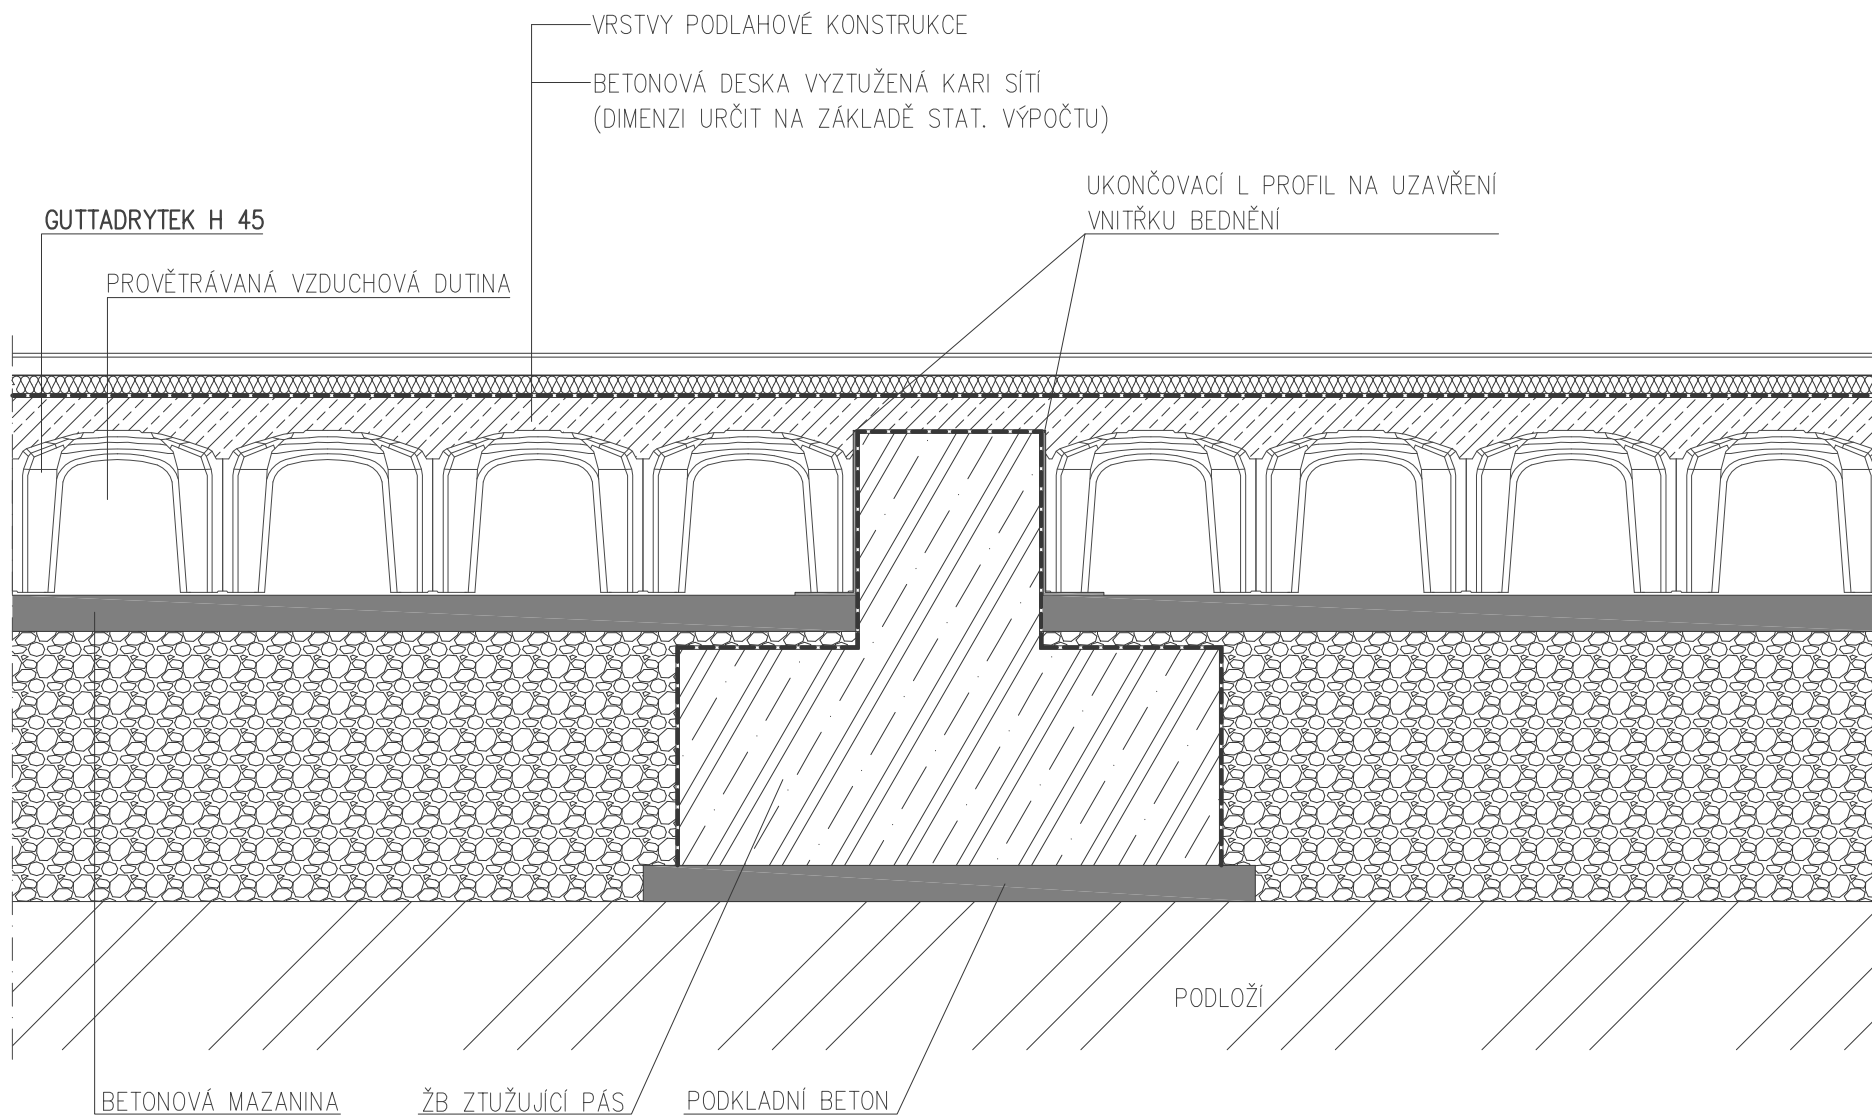 VRSTVY PODLAHOVÉ KONSTRUKCE
BETONOVÁ DESKA VYZTUŽENÁ KARI SÍTÍ
(DIMENZI URČIT NA ZÁKLADĚ STAT. VÝPOČTU)
UKONČOVACÍ L PROFIL NA UZAVŘENÍ
VNITŘKU BEDNĚNÍ
GUTTADRYTEK H 45
PROVĚTRÁVANÁ VZDUCHOVÁ DUTINA
PODLOŽÍ
BETONOVÁ MAZANINA
ŽB ZTUŽUJÍCÍ PÁS
PODKLADNÍ BETON